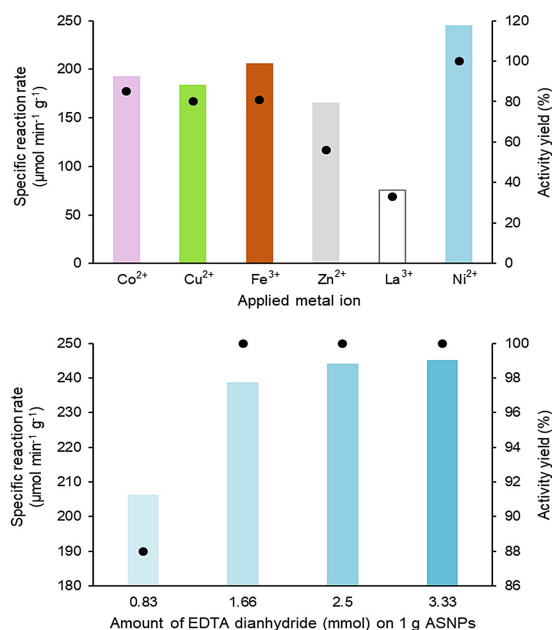 250
200
150
100
50
0
120
100
80
60
40
20
0
Specific reaction rate
(µmol min⁻¹ g⁻¹)
Activity yield (%)
Co²⁺ Cu²⁺ Fe³⁺ Zn²⁺ La³⁺ Ni²⁺
Applied metal ion
250
240
230
220
210
200
190
180
100
98
96
94
92
90
88
86
Specific reaction rate
(µmol min⁻¹ g⁻¹)
Activity yield (%)
0.83 1.66 2.5 3.33
Amount of EDTA dianhydride (mmol) on 1 g ASNPs